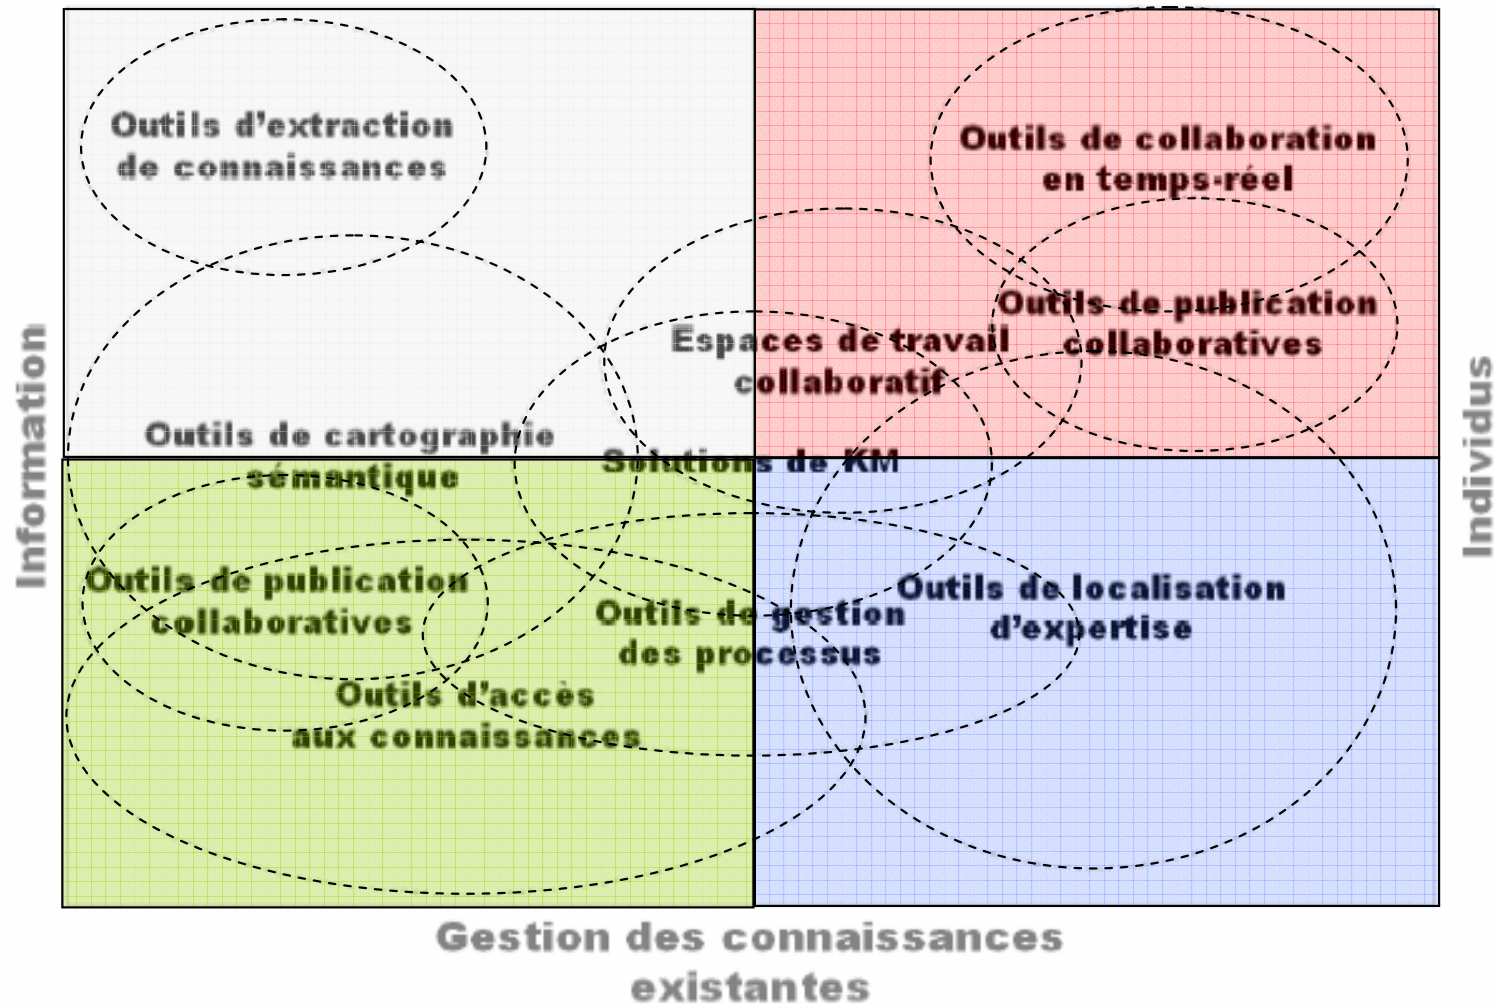 Outils d'extraction
de connaissances
Outils de collaboration
en temps-réel
Outils de publication
collaboratives
Espaces de travail
collaboratif
Outils de cartographie
sémantique
Solutions de KM
Outils de publication
collaboratives
Outils de gestion
des processus
Outils de localisation
d'expertise
Outils d'accès
aux connaissances
Information
Individus
Gestion des connaissances
existantes